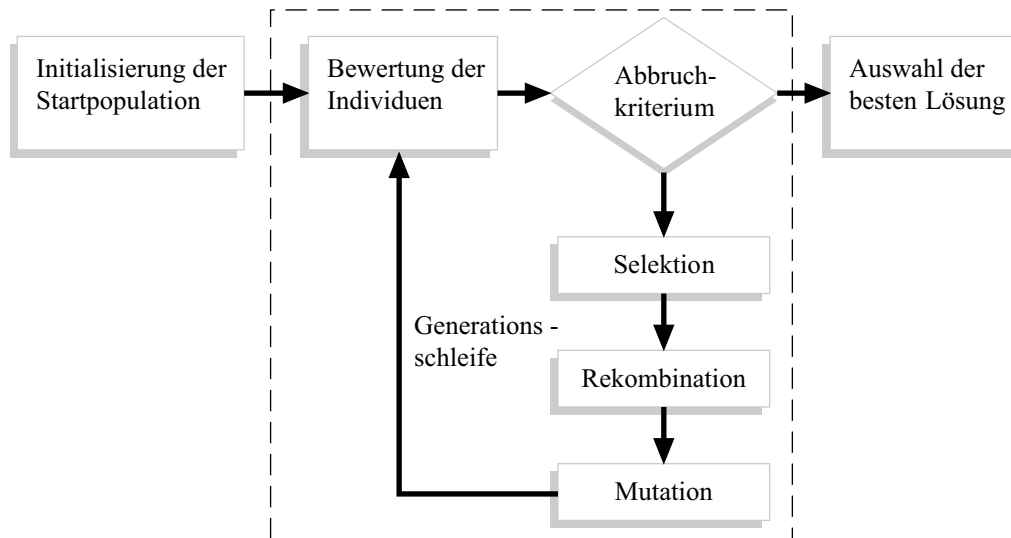 Initialisierung der
Startpopulation
Bewertung der
Individuen
Abbruch-
kriterium
Auswahl der
besten Lösung
Selektion
Generations -
schleife
Rekombination
Mutation